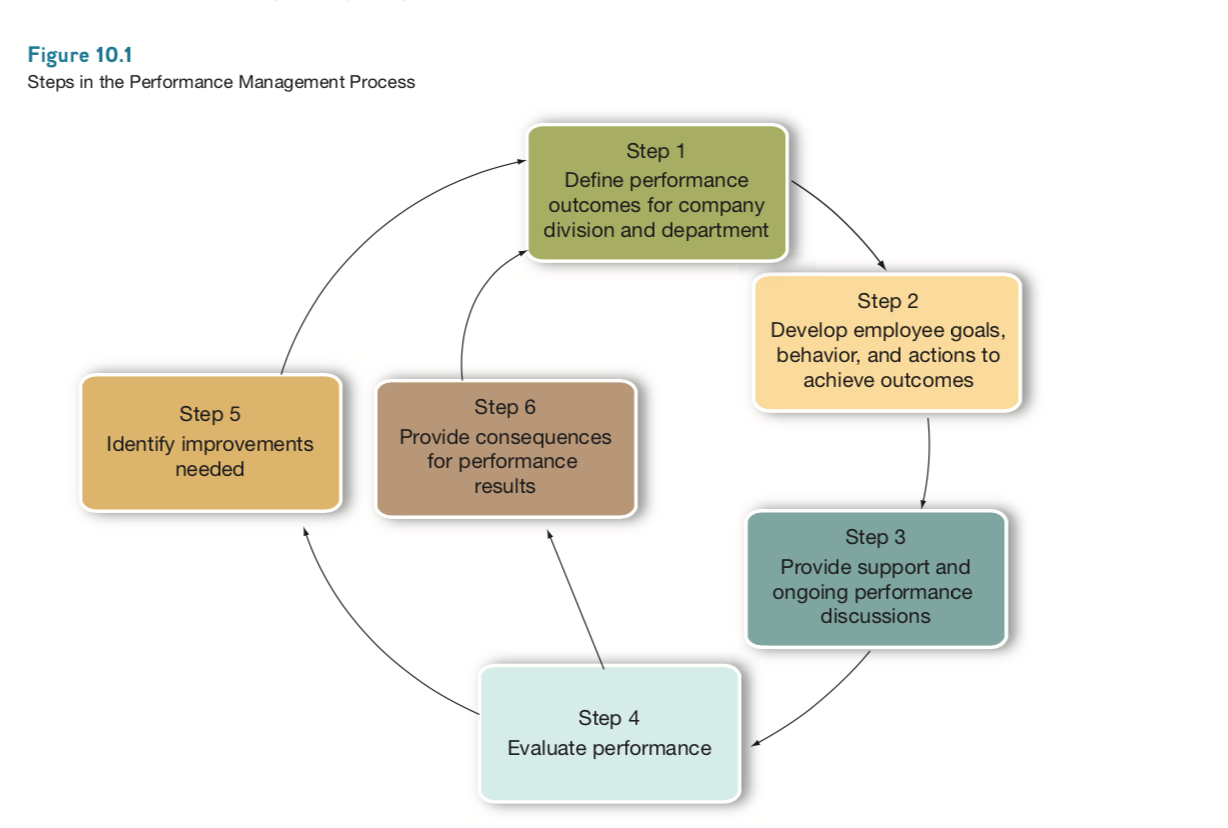 Figure 10.1
Steps in the Performance Management Process
Step 1
Define performance
outcomes for company
division and department
Step 2
Develop employee goals,
behavior, and actions to
achieve outcomes
Step 3
Provide support and
ongoing performance
discussions
Step 4
Evaluate performance
Step 5
Identify improvements
needed
Step 6
Provide consequences
for performance
results